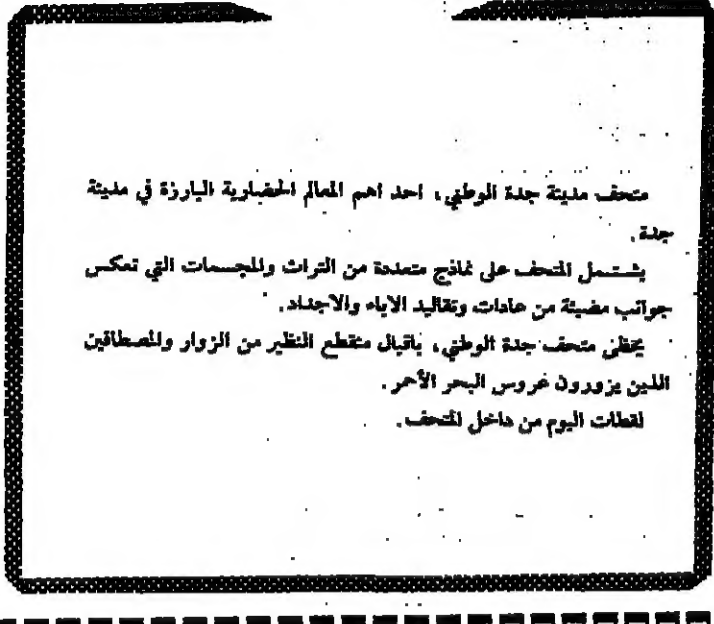 متحف مدينة جدة الوطني، احد اهم المعالم الحضارية البارزة في مدينة
جدة.
يشتمل المتحف على نماذج متعددة من التراث والمجسمات التي تعكس
جوانب مضيئة من عادات وتقاليد الاباء والاجداد.
يحظى متحف جدة الوطني، باقبال منقطع النظير من الزوار والمصطافين
الذين يزورون عروس البحر الأحمر.
لقطات اليوم من داخل المتحف.